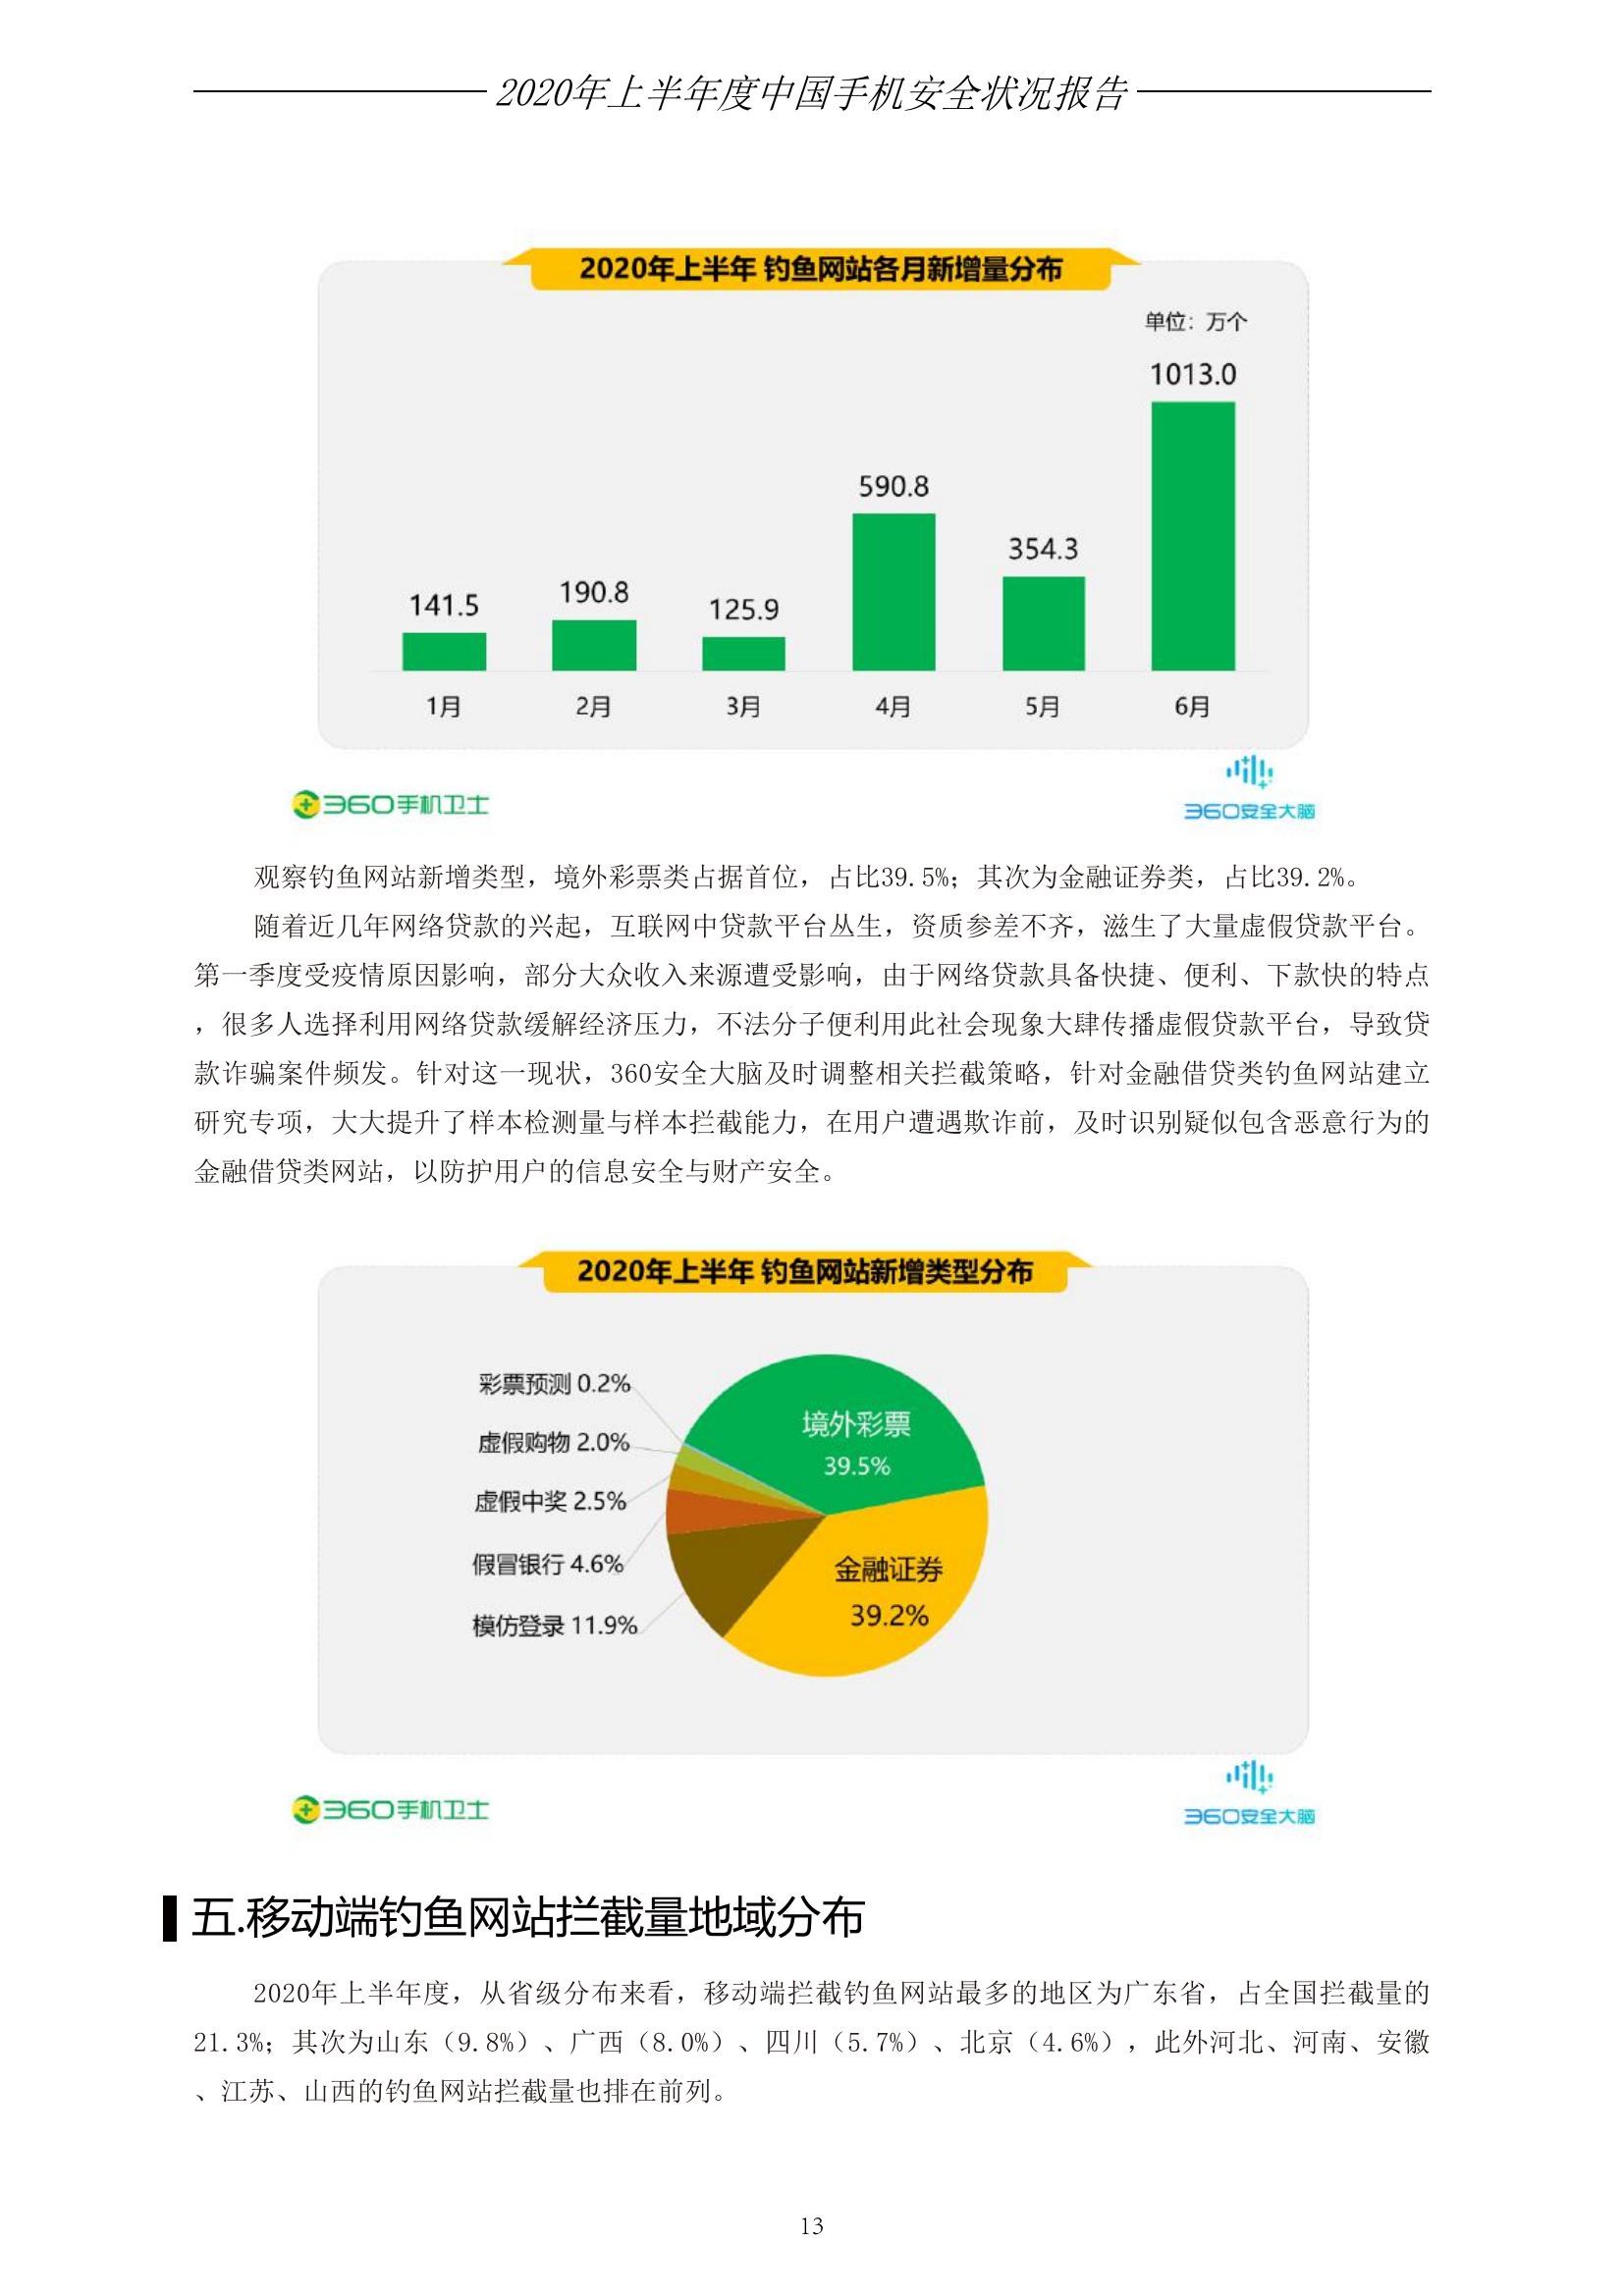 2020年上半年度中国手机安全状况报告
2020年上半年 钓鱼网站各月新增量分布
单位：万个
1013.0
590.8
354.3
190.8
141.5
125.9
1月 2月 3月 4月 5月 6月
360手机卫士
360安全大脑
观察钓鱼网站新增类型，境外彩票类占据首位，占比39.5%；其次为金融证券类，占比39.2%。
随着近几年网络贷款的兴起，互联网中贷款平台丛生，资质参差不齐，滋生了大量虚假贷款平台。
第一季度受疫情原因影响，部分大众收入来源遭受影响，由于网络贷款具备快捷、便利、下款快的特点
，很多人选择利用网络贷款缓解经济压力，不法分子便利用此社会现象大肆传播虚假贷款平台，导致贷
款诈骗案件频发。针对这一现状，360安全大脑及时调整相关拦截策略，针对金融借贷类钓鱼网站建立
研究专项，大大提升了样本检测量与样本拦截能力，在用户遭遇欺诈前，及时识别疑似包含恶意行为的
金融借贷类网站，以防护用户的信息安全与财产安全。
2020年上半年 钓鱼网站新增类型分布
彩票预测 0.2%
虚假购物 2.0%
虚假中奖 2.5%
假冒银行 4.6%
模仿登录 11.9%
境外彩票
39.5%
金融证券
39.2%
360手机卫士
360安全大脑
五.移动端钓鱼网站拦截量地域分布
2020年上半年度，从省级分布来看，移动端拦截钓鱼网站最多的地区为广东省，占全国拦截量的
21.3%；其次为山东（9.8%）、广西（8.0%）、四川（5.7%）、北京（4.6%），此外河北、河南、安徽
、江苏、山西的钓鱼网站拦截量也排在前列。
13